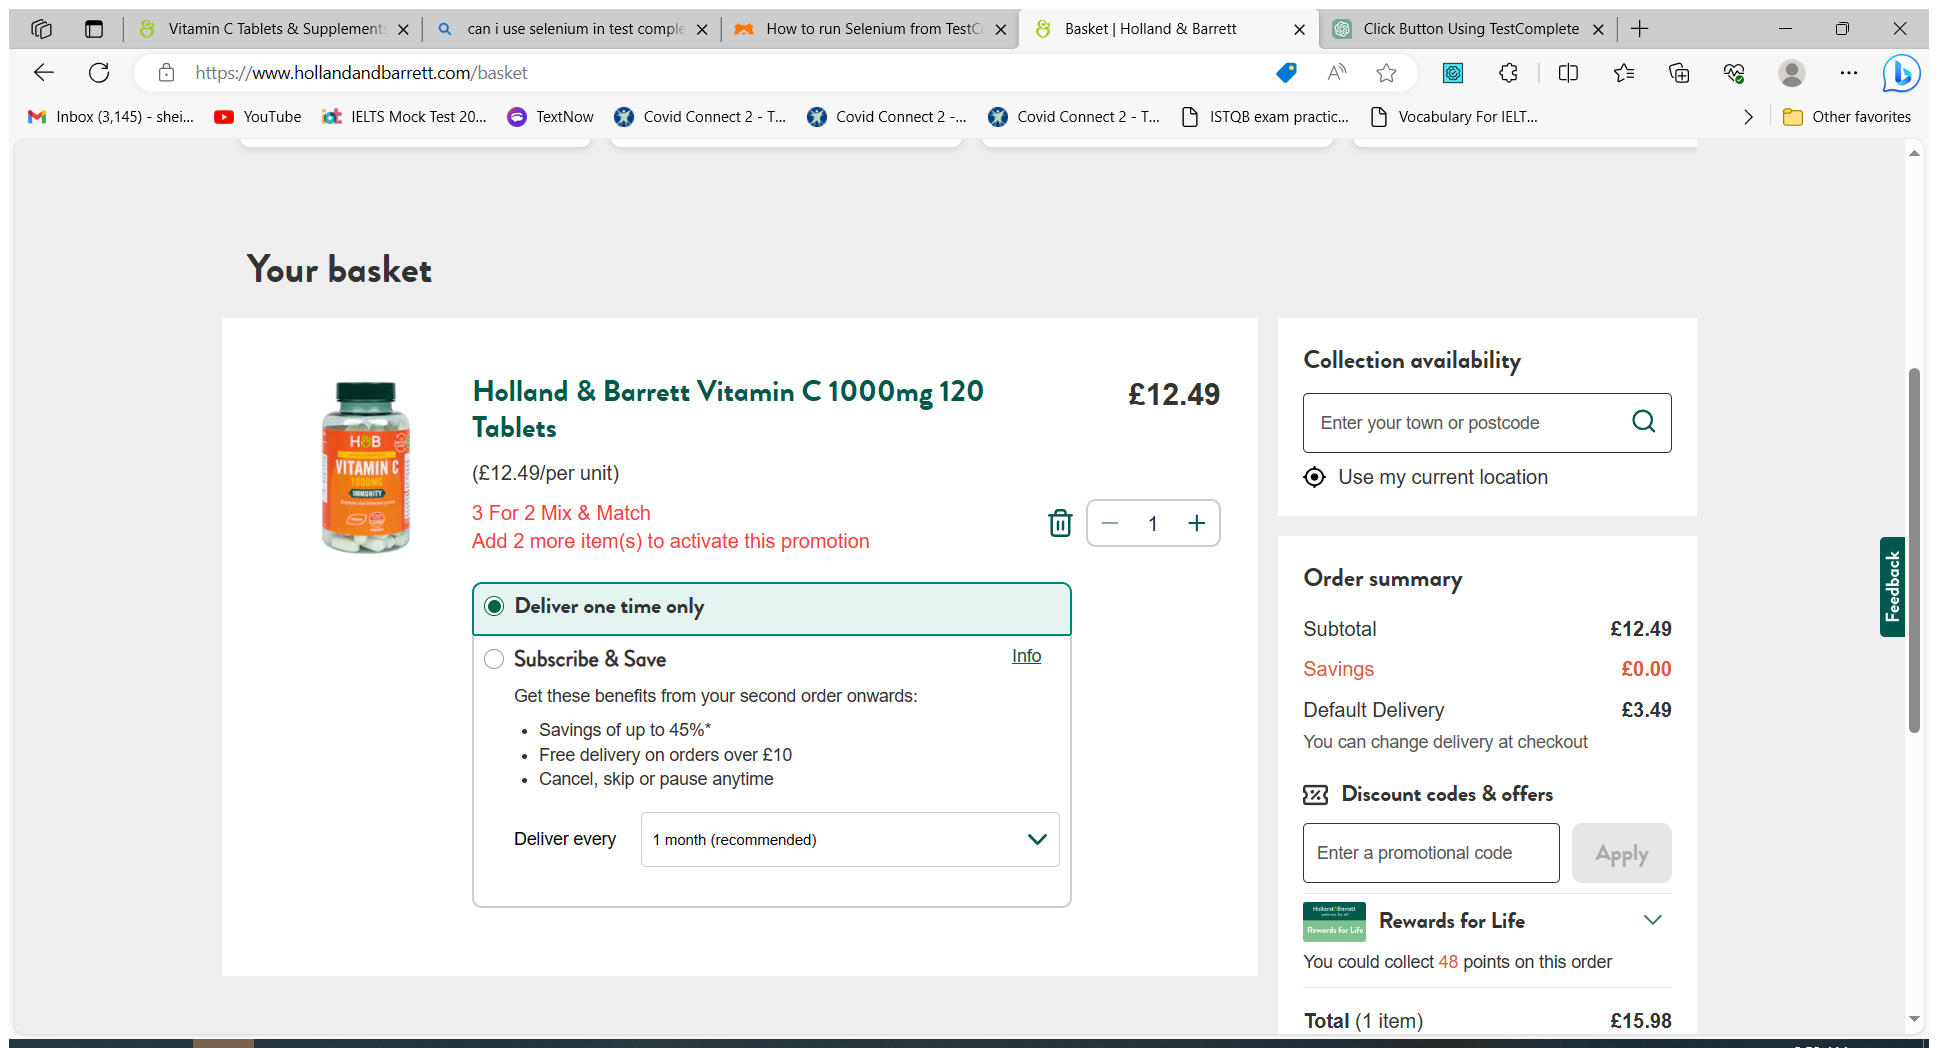 Vitamin C Tablets & Supplements
can i use selenium in test comple
How to run Selenium from TestC
Basket | Holland & Barrett
Click Button Using TestComplete
https://www.hollandandbarrett.com/basket
Inbox (3,145) - shei...
YouTube
IELTS Mock Test 20...
TextNow
Covid Connect 2 - T...
Covid Connect 2 -...
Covid Connect 2 - T...
ISTQB exam practic...
Vocabulary For IELT...
Other favorites
Your basket
Holland & Barrett Vitamin C 1000mg 120
Tablets
£12.49
(£12.49/per unit)
3 For 2 Mix & Match
Add 2 more item(s) to activate this promotion
1
H&B
VITAMIN C
1000MG
IMMUNITY
Deliver one time only
Subscribe & Save
Info
Get these benefits from your second order onwards:
• Savings of up to 45%*
• Free delivery on orders over £10
• Cancel, skip or pause anytime
Deliver every
1 month (recommended)
Collection availability
Enter your town or postcode
Use my current location
Order summary
Subtotal £12.49
Savings £0.00
Default Delivery £3.49
You can change delivery at checkout
Discount codes & offers
Enter a promotional code
Apply
Holland&Barrett
Rewards for Life
Rewards for Life
You could collect 48 points on this order
Total (1 item) £15.98
Feedback